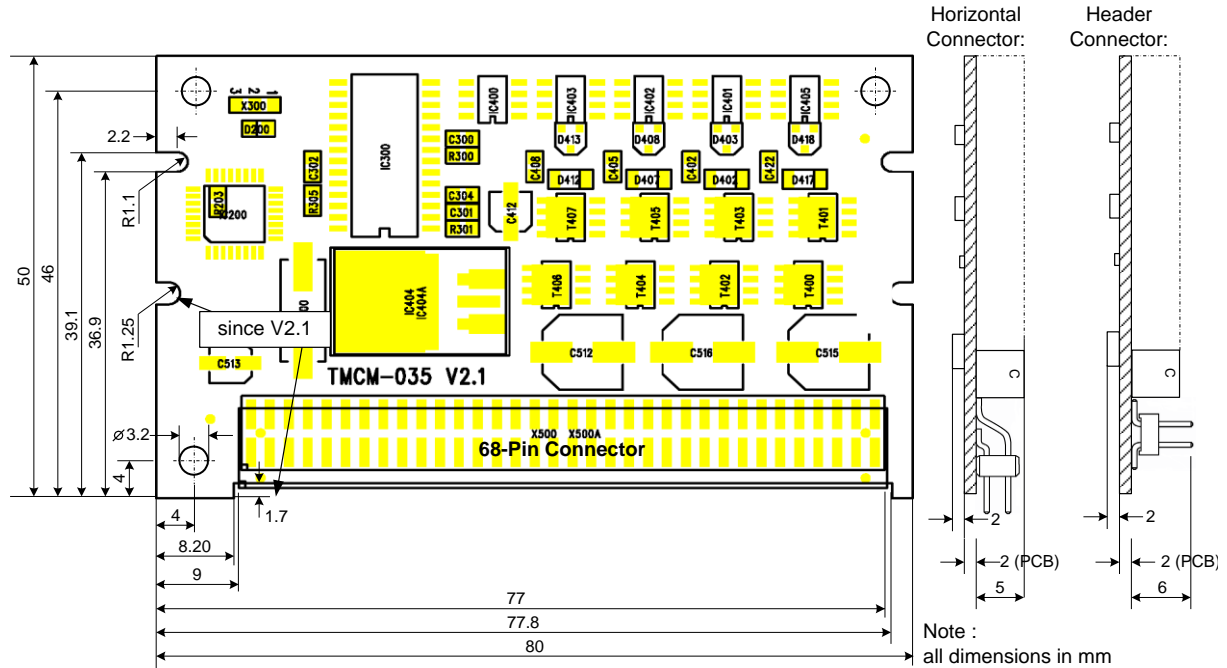 Horizontal
Connector:
Header
Connector:
3 2 1
X300
D200
IC300
IC400
IC403
IC402
IC401
IC405
D413
D408
D403
D418
C300
R300
C302
R305
C304
C301
R301
C408
C405
C402
C422
D412
D407
D402
D417
R203
C412
T407
T405
T403
T401
T406
T404
T402
T400
IC404
IC404A
C513
C512
C516
C515
TMCM-035 V2.1
since V2.1
X500 X500A
68-Pin Connector
2.2
R1.1
R1.25
50
46
39.1
36.9
ø3.2
4
4
1.7
8.20
9
77
77.8
80
C
2
2 (PCB)
5
C
2
2 (PCB)
6
Note :
all dimensions in mm